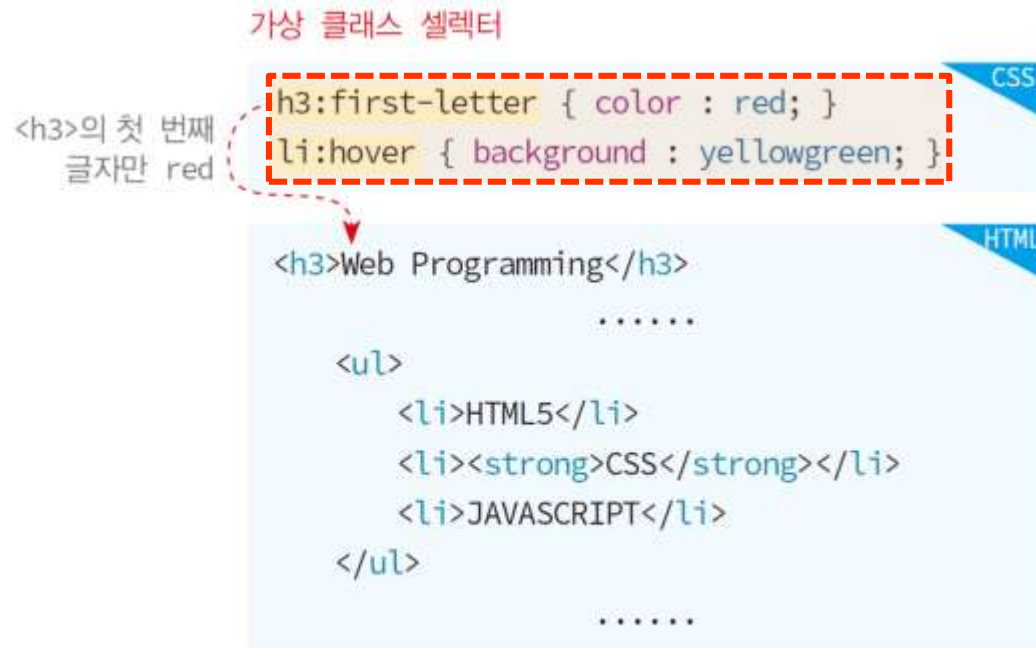 가상 클래스 셀렉터
CSS
h3:first-letter { color : red; }
li:hover { background : yellowgreen; }
<h3>의 첫 번째
글자만 red
HTML
<h3>Web Programming</h3>
......
<ul>
<li>HTML5</li>
<li><strong>CSS</strong></li>
<li>JAVASCRIPT</li>
</ul>
......